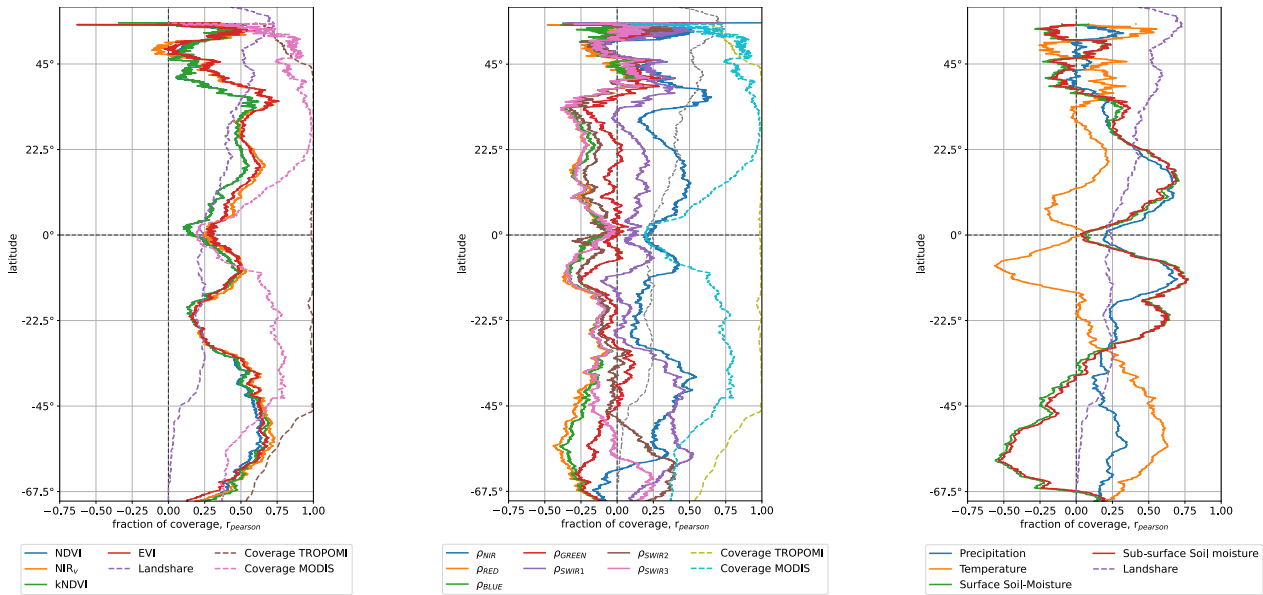 45°
22.5°
0°
-22.5°
-45°
-67.5°
latitude
−0.75 −0.50 −0.25 0.00 0.25 0.50 0.75 1.00
fraction of coverage, r_pearson
NDVI
NIR_v
kNDVI
EVI
Landshare
Coverage TROPOMI
Coverage MODIS
45°
22.5°
0°
-22.5°
-45°
-67.5°
latitude
−0.75 −0.50 −0.25 0.00 0.25 0.50 0.75 1.00
fraction of coverage, r_pearson
ρ_NIR
ρ_RED
ρ_BLUE
ρ_GREEN
ρ_SWIR1
ρ_SWIR2
ρ_SWIR3
Coverage TROPOMI
Coverage MODIS
45°
22.5°
0°
-22.5°
-45°
-67.5°
latitude
−0.75 −0.50 −0.25 0.00 0.25 0.50 0.75 1.00
fraction of coverage, r_pearson
Precipitation
Temperature
Surface Soil-Moisture
Sub-surface Soil moisture
Landshare